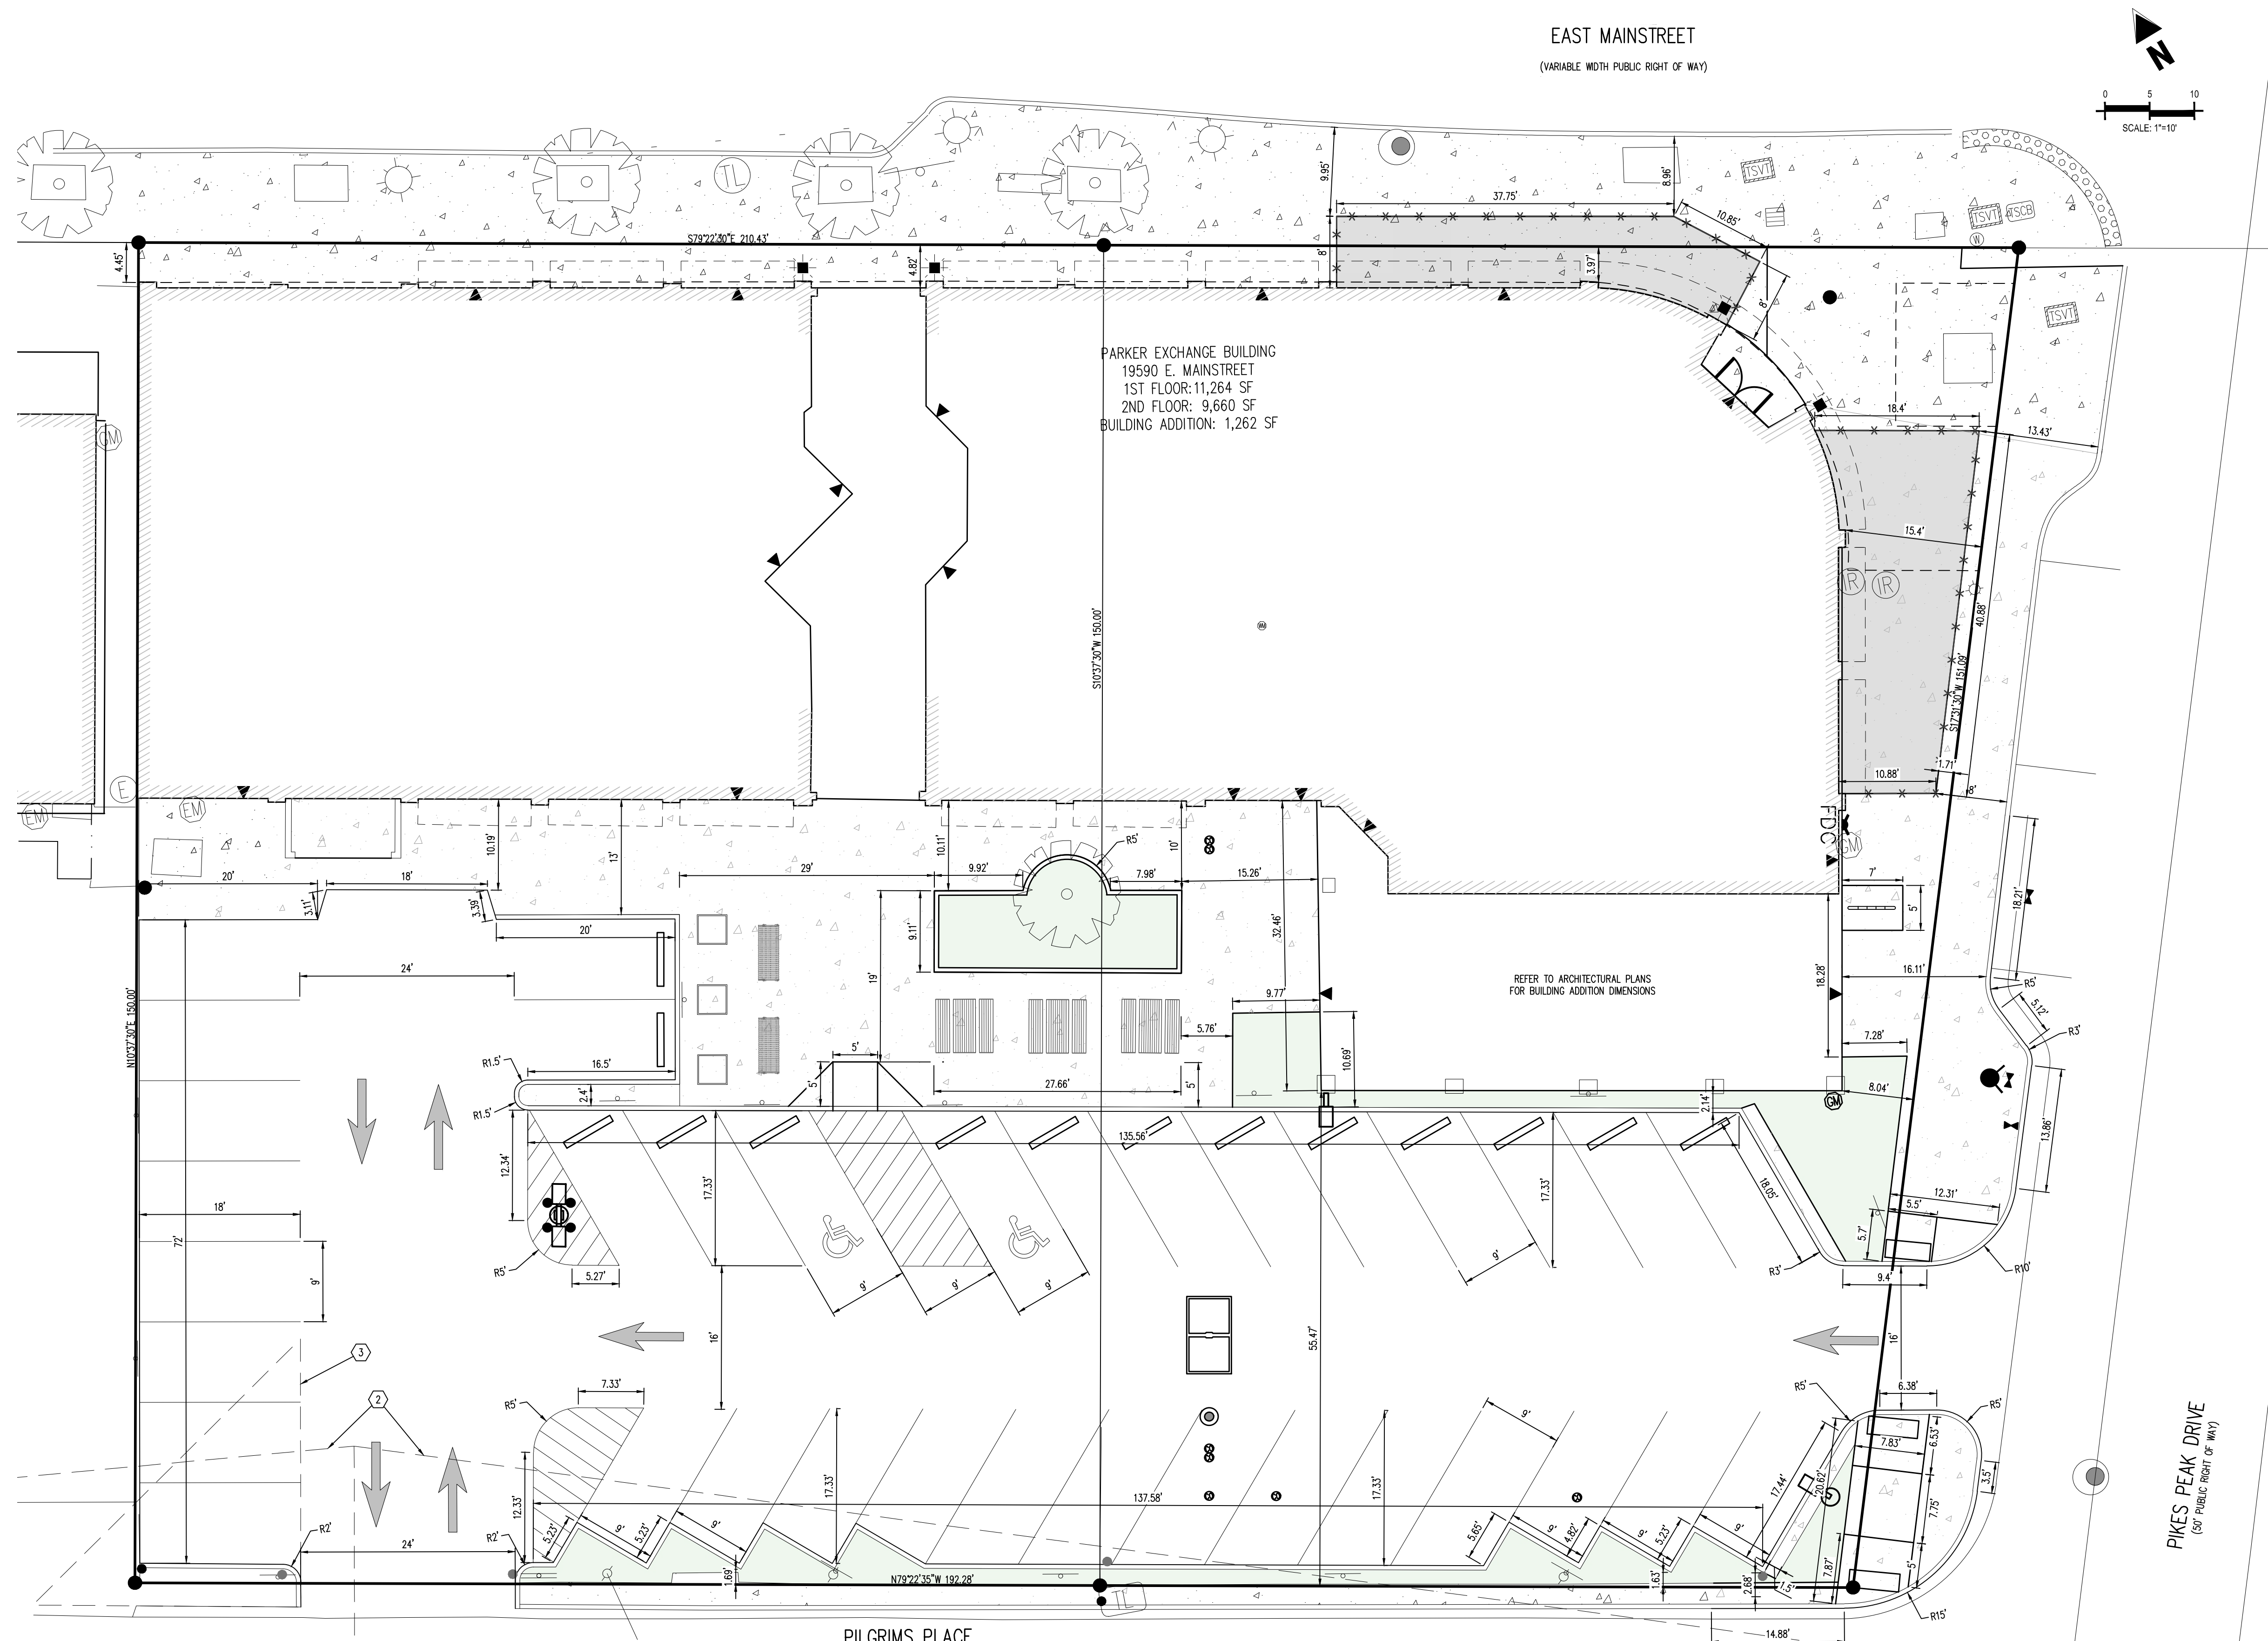 EAST MAINSTREET
(VARIABLE WIDTH PUBLIC RIGHT OF WAY)
N
0 5 10
SCALE: 1"=10'
TL
TSVT
TSVT
TSCB
W
TSVT
9.95'
8.96'
37.75'
10.85'
S79°22'30"E 210.43'
4.45'
4.82'
8'
3.97'
8'
PARKER EXCHANGE BUILDING
19590 E. MAINSTREET
1ST FLOOR: 11,264 SF
2ND FLOOR: 9,660 SF
BUILDING ADDITION: 1,262 SF
18.4'
13.43'
GM
15.4'
IR
IR
40.88'
S10°37'30"W 150.00'
S17°31'30"W 151.09'
1.71'
10.88'
8'
E
EM
EM
FDC
GM
10.19'
13'
10.11'
R5'
10'
20'
18'
29'
9.92'
7.98'
15.26'
7'
3.11'
3.39'
5'
18.21'
20'
9.11'
32.46'
24'
19'
REFER TO ARCHITECTURAL PLANS
FOR BUILDING ADDITION DIMENSIONS
18.28'
16.11'
R5'
5.12'
R3'
N10°37'30"E 150.00'
9.77'
5.76'
7.28'
5'
R1.5'
16.5'
10.69'
2.4'
5'
27.66'
5'
8.04'
R1.5'
GM
2.14'
135.56'
13.86'
12.34'
17.33'
17.33'
18.05'
12.31'
5.5'
18'
72'
5.7'
9'
R5'
5.27'
9'
9'
9'
9'
R3'
9.4'
R10'
16'
55.47'
16'
3
2
7.33'
R5'
9'
R5'
6.38'
R5'
PIKES PEAK DRIVE
(50' PUBLIC RIGHT OF WAY)
7.83'
6.53'
17.44'
20.62'
3.5'
12.33'
17.33'
137.58'
17.33'
7.75'
R2'
24'
R2'
5.23'
9'
5.23'
9'
5.65'
9'
4.82'
9'
5.23'
9'
1.69'
N79°22'35"W 192.28'
1.63'
2.68'
1.5'
7.87'
5'
TL
R15'
14.88'
PILGRIMS PLACE